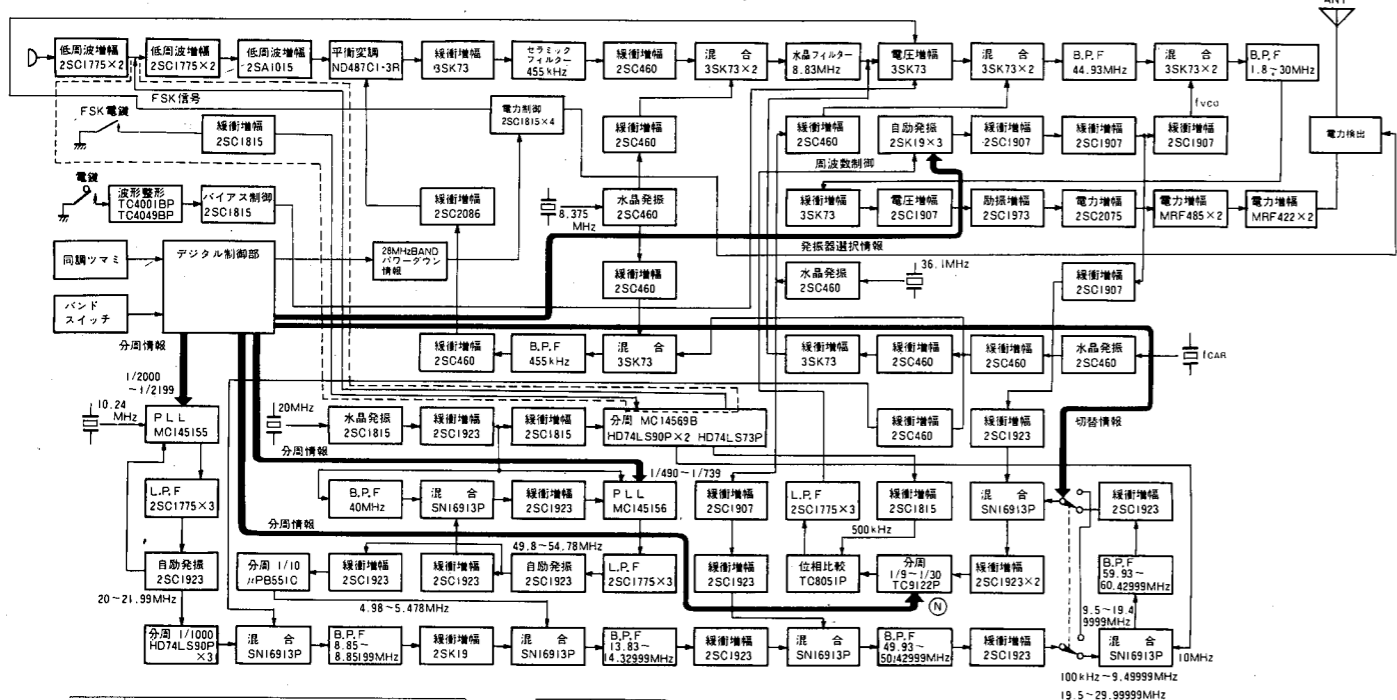 ANT
低周波増幅
2SC1775×2
低周波増幅
2SC1775×2
低周波増幅
2SA1015
平衡変調
ND487C1-3R
緩衝増幅
3SK73
セラミック
フィルター
455kHz
緩衝増幅
2SC460
混 合
3SK73×2
水晶フィルター
8.83MHz
電圧増幅
3SK73
混 合
3SK73×2
B.P.F
44.93MHz
混 合
3SK73×2
B.P.F
1.8~30MHz
FSK信号
FSK電鍵
緩衝増幅
2SC1815
電力制御
2SC1815×4
緩衝増幅
2SC460
緩衝増幅
2SC460
自励発振
2SK19×3
緩衝増幅
2SC1907
緩衝増幅
2SC1907
fvco
緩衝増幅
2SC1907
電力検出
周波数制御
電鍵
波形整形
TC4001BP
TC4049BP
バイアス制御
2SC1815
緩衝増幅
2SC2086
8.375
MHz
水晶発振
2SC460
緩衝増幅
3SK73
電圧増幅
2SC1907
励振増幅
2SC1973
電力増幅
2SC2075
電力増幅
MRF485×2
電力増幅
MRF422×2
発振器選択情報
同調ツマミ
デジタル制御部
28MHzBAND
パワーダウン
情報
緩衝増幅
2SC460
水晶発振
2SC460
36.1MHz
緩衝増幅
2SC1907
バンド
スイッチ
分周情報
緩衝増幅
2SC460
B.P.F
455kHz
混 合
3SK73
緩衝増幅
3SK73
緩衝増幅
2SC460
緩衝増幅
2SC460
水晶発振
2SC460
fCAR
1/2000
~1/2199
10.24
MHz
PLL
MC145155
20MHz
水晶発振
2SC1815
緩衝増幅
2SC1923
緩衝増幅
2SC1815
分周 MC14569B
HD74LS90P×2 HD74LS73P
緩衝増幅
2SC460
緩衝増幅
2SC1923
切替情報
分周情報
1/490~1/739
L.P.F
2SC1775×3
B.P.F
40MHz
混 合
SN16913P
緩衝増幅
2SC1923
PLL
MC145156
緩衝増幅
2SC1907
L.P.F
2SC1775×3
緩衝増幅
2SC1815
混 合
SN16913P
緩衝増幅
2SC1923
分周情報
500kHz
49.8~54.78MHz
自励発振
2SC1923
分周 1/10
μPB551C
緩衝増幅
2SC1923
緩衝増幅
2SC1923
自励発振
2SC1923
L.P.F
2SC1775×3
緩衝増幅
2SC1923
位相比較
TC5081P
分周
1/9~1/30
TC9122P
緩衝増幅
2SC1923×2
B.P.F
59.93~
60.42999MHz
20~21.99MHz
4.98~5.478MHz
N
9.5~19.4
9999MHz
分周 1/1000
HD74LS90P
×3
混 合
SN16913P
B.P.F
8.85~
8.85199MHz
緩衝増幅
2SK19
混 合
SN16913P
B.P.F
13.83~
14.32999MHz
緩衝増幅
2SC1923
混 合
SN16913P
B.P.F
49.93~
50.42999MHz
緩衝増幅
2SC1923
混 合
SN16913P
10MHz
100kHz~9.49999MHz
19.5~29.99999MHz